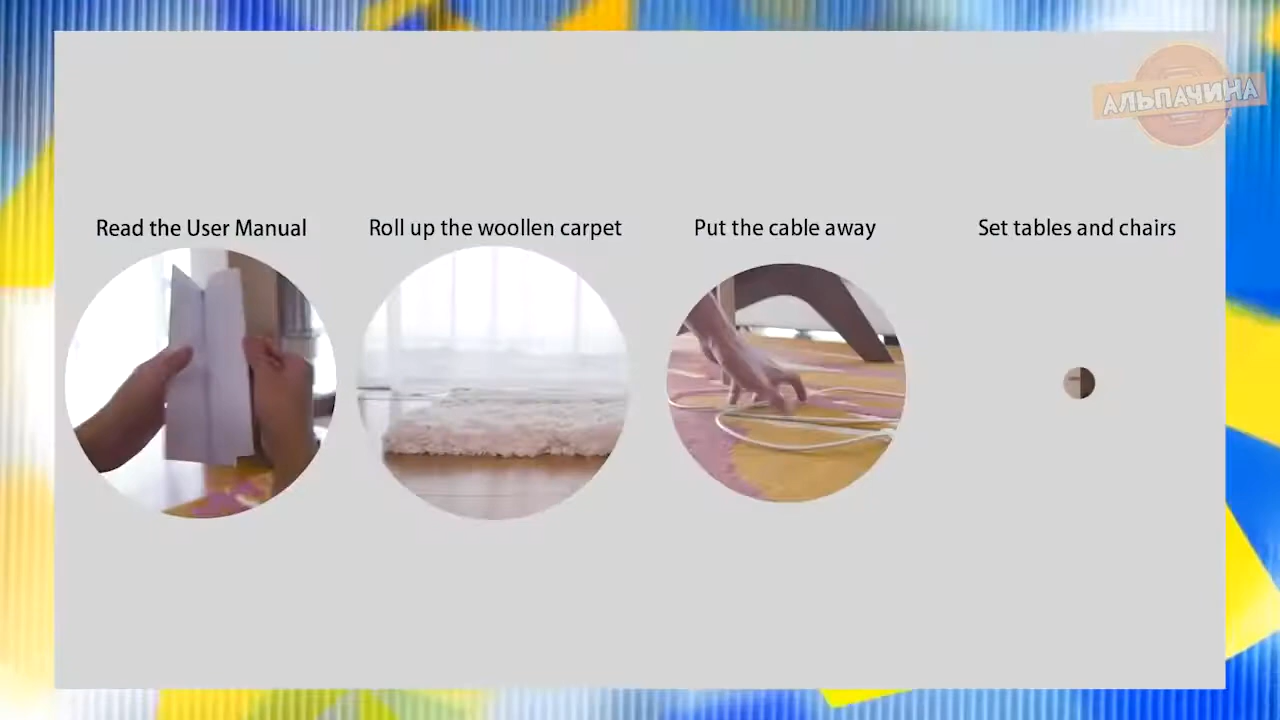 АЛЬПАЧИНА
Read the User Manual
Roll up the woollen carpet
Put the cable away
Set tables and chairs